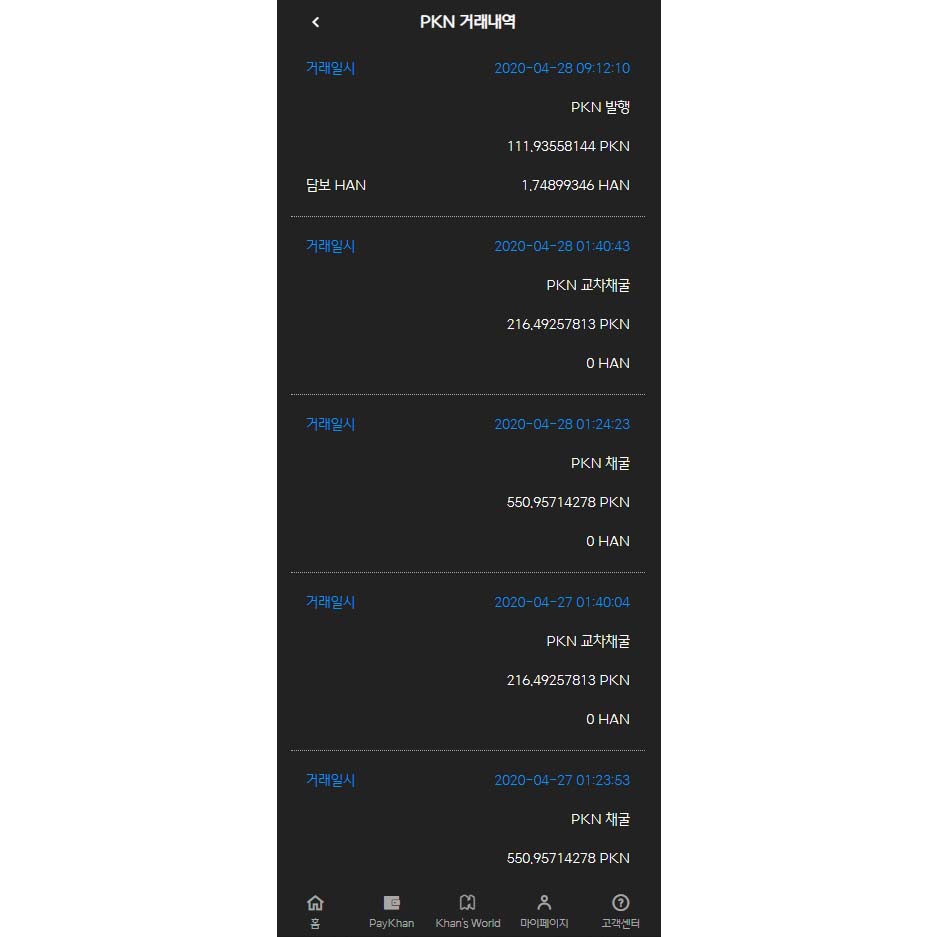 PKN 거래내역
거래일시 2020-04-28 09:12:10
PKN 발행
111.93558144 PKN
담보 HAN 1.74899346 HAN
거래일시 2020-04-28 01:40:43
PKN 교차채굴
216.49257813 PKN
0 HAN
거래일시 2020-04-28 01:24:23
PKN 채굴
550.95714278 PKN
0 HAN
거래일시 2020-04-27 01:40:04
PKN 교차채굴
216.49257813 PKN
0 HAN
거래일시 2020-04-27 01:23:53
PKN 채굴
550.95714278 PKN
홈 PayKhan Khan's World 마이페이지 고객센터